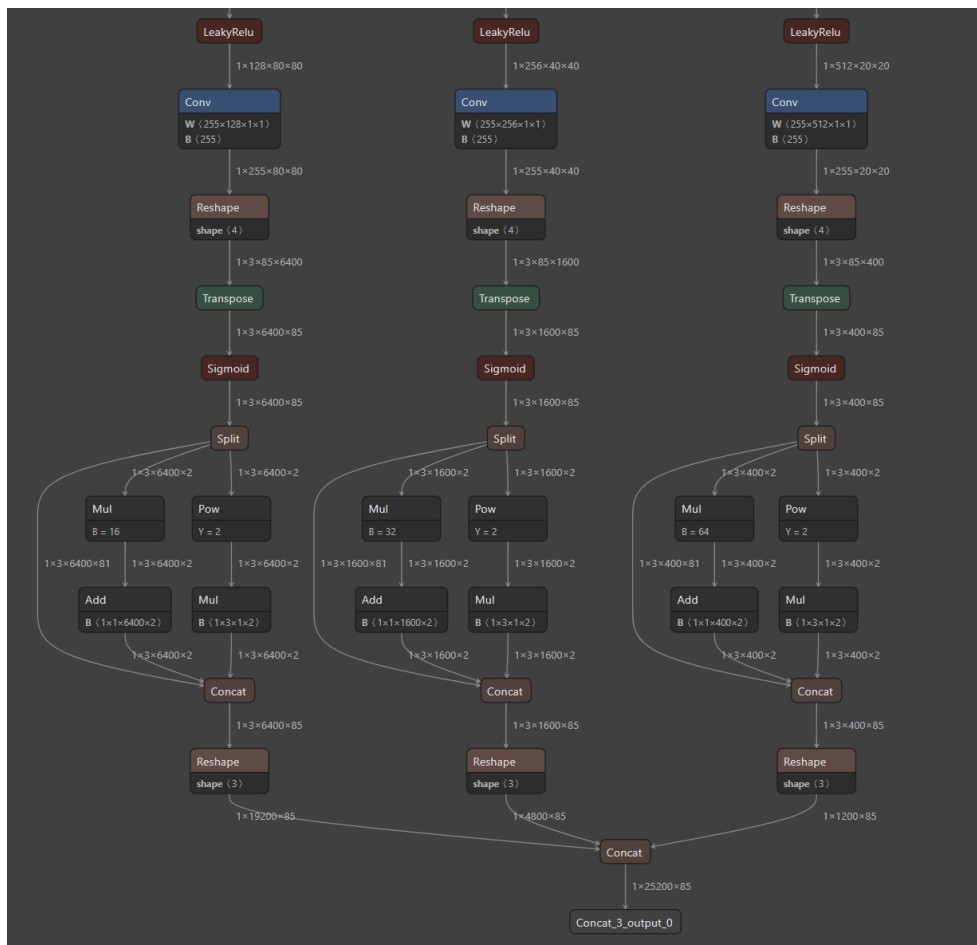 LeakyRelu LeakyRelu LeakyRelu
1×128×80×80 1×256×40×40 1×512×20×20
Conv Conv Conv
W ⟨255×128×1×1⟩ W ⟨255×256×1×1⟩ W ⟨255×512×1×1⟩
B ⟨255⟩ B ⟨255⟩ B ⟨255⟩
1×255×80×80 1×255×40×40 1×255×20×20
Reshape Reshape Reshape
shape ⟨4⟩ shape ⟨4⟩ shape ⟨4⟩
1×3×85×6400 1×3×85×1600 1×3×85×400
Transpose Transpose Transpose
1×3×6400×85 1×3×1600×85 1×3×400×85
Sigmoid Sigmoid Sigmoid
1×3×6400×85 1×3×1600×85 1×3×400×85
Split Split Split
1×3×6400×2 1×3×6400×2 1×3×1600×2 1×3×1600×2 1×3×400×2 1×3×400×2
Mul Pow Mul Pow Mul Pow
B = 16 Y = 2 B = 32 Y = 2 B = 64 Y = 2
1×3×6400×81 1×3×6400×2 1×3×6400×2 1×3×1600×81 1×3×1600×2 1×3×1600×2 1×3×400×81 1×3×400×2 1×3×400×2
Add Mul Add Mul Add Mul
B ⟨1×1×6400×2⟩ B ⟨1×3×1×2⟩ B ⟨1×1×1600×2⟩ B ⟨1×3×1×2⟩ B ⟨1×1×400×2⟩ B ⟨1×3×1×2⟩
1×3×6400×2 1×3×6400×2 1×3×1600×2 1×3×1600×2 1×3×400×2 1×3×400×2
Concat Concat Concat
1×3×6400×85 1×3×1600×85 1×3×400×85
Reshape Reshape Reshape
shape ⟨3⟩ shape ⟨3⟩ shape ⟨3⟩
1×19200×85 1×4800×85 1×1200×85
Concat
1×25200×85
Concat_3_output_0